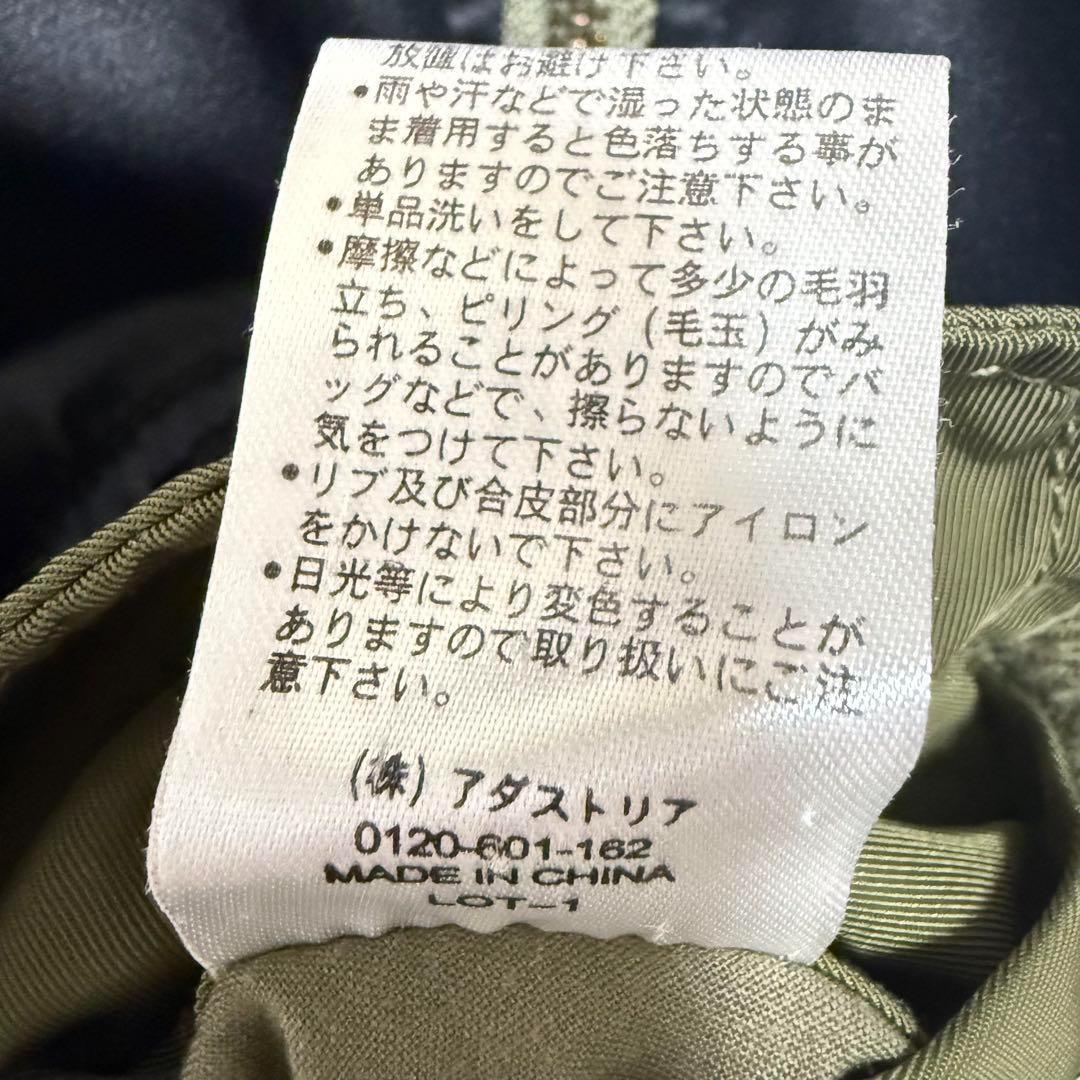 放置はお避け下さい。
•雨や汗などで湿った状態のま
ま着用すると色落ちする事が
ありますのでご注意下さい。
•単品洗いをして下さい。
•摩擦などによって多少の毛羽
立ち、ピリング(毛玉)がみ
られることがありますのでバ
ッグなどで、擦らないように
気をつけて下さい。
•リブ及び合皮部分にアイロン
をかけないで下さい。
•日光等により変色することが
ありますので取り扱いにご注
意下さい。
(株)アダストリア
0120-601-162
MADE IN CHINA
LOT-1